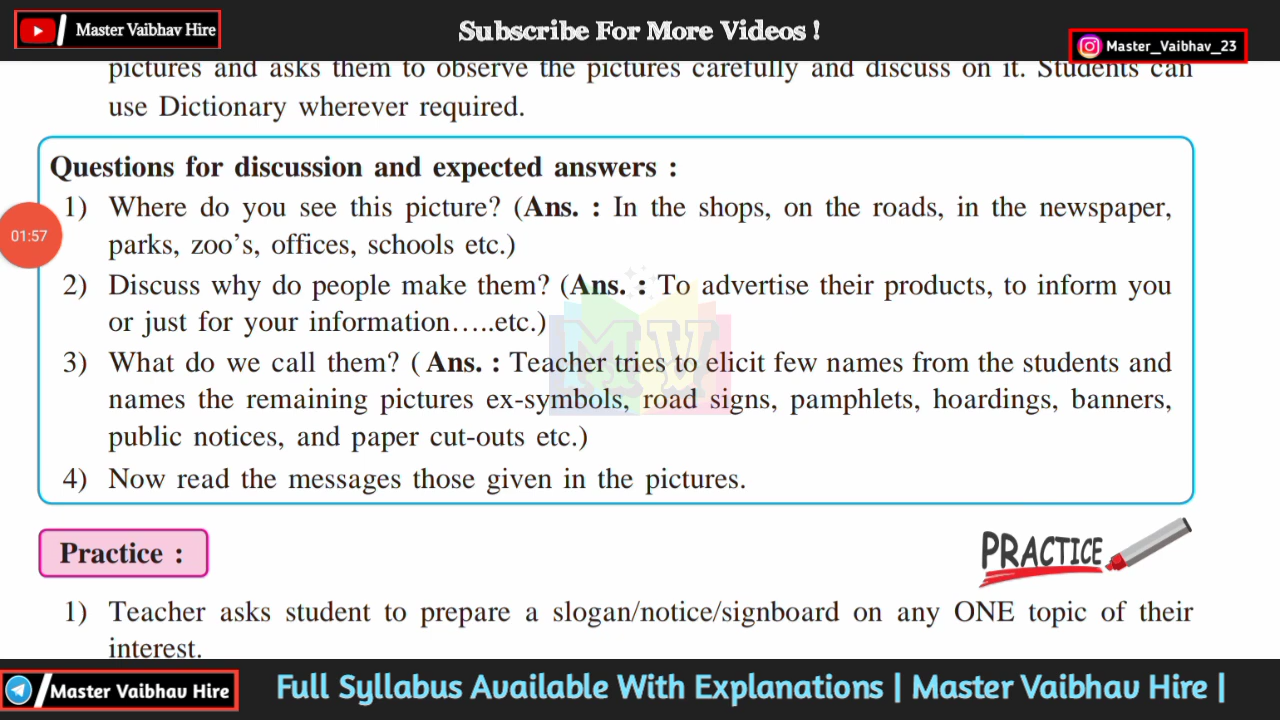 Master Vaibhav Hire
Subscribe For More Videos !
Master_Vaibhav_23
pictures and asks them to observe the pictures carefully and discuss on it. Students can
use Dictionary wherever required.
Questions for discussion and expected answers :
1) Where do you see this picture? (Ans. : In the shops, on the roads, in the newspaper,
parks, zoo's, offices, schools etc.)
01:57
2) Discuss why do people make them? (Ans. : To advertise their products, to inform you
or just for your information…..etc.)
MV
3) What do we call them? ( Ans. : Teacher tries to elicit few names from the students and
names the remaining pictures ex-symbols, road signs, pamphlets, hoardings, banners,
public notices, and paper cut-outs etc.)
4) Now read the messages those given in the pictures.
Practice :
PRACTICE
1) Teacher asks student to prepare a slogan/notice/signboard on any ONE topic of their
interest.
Master Vaibhav Hire
Full Syllabus Available With Explanations | Master Vaibhav Hire |